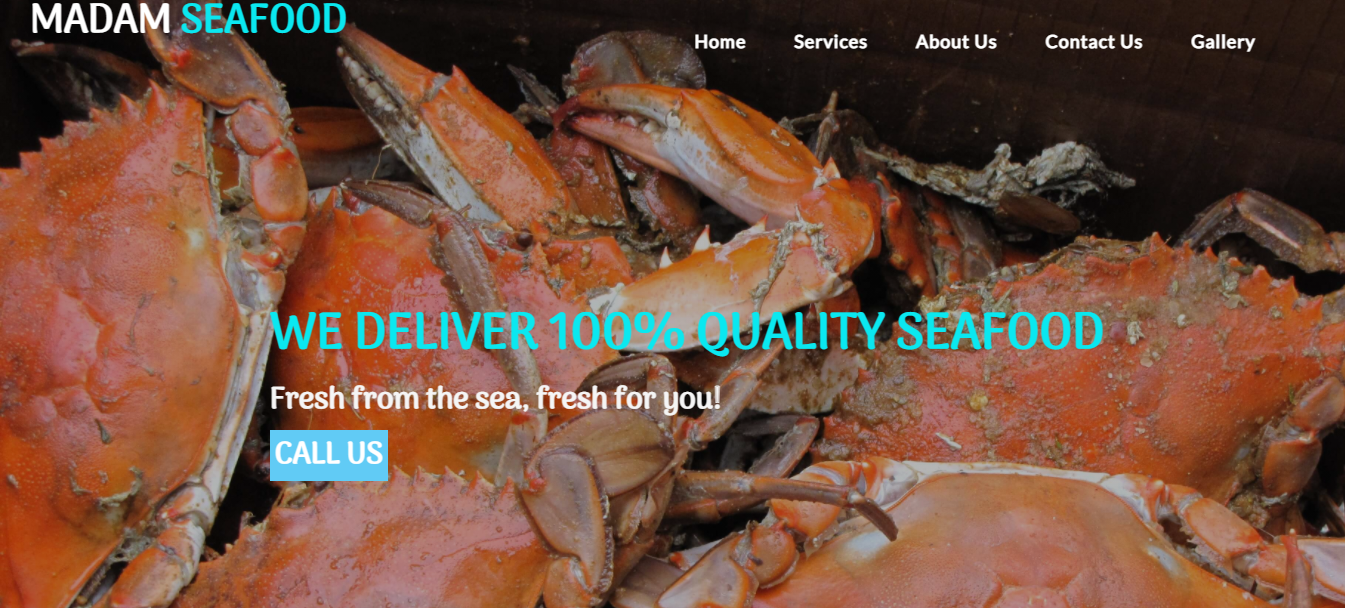 MADAM SEAFOOD
Home Services About Us Contact Us Gallery
WE DELIVER 100% QUALITY SEAFOOD
Fresh from the sea, fresh for you!
CALL US